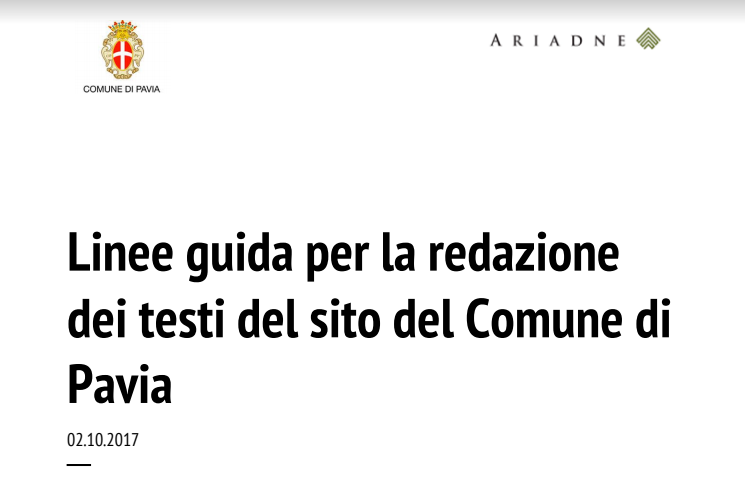 COMUNE DI PAVIA
ARIADNE
Linee guida per la redazione
dei testi del sito del Comune di
Pavia
02.10.2017